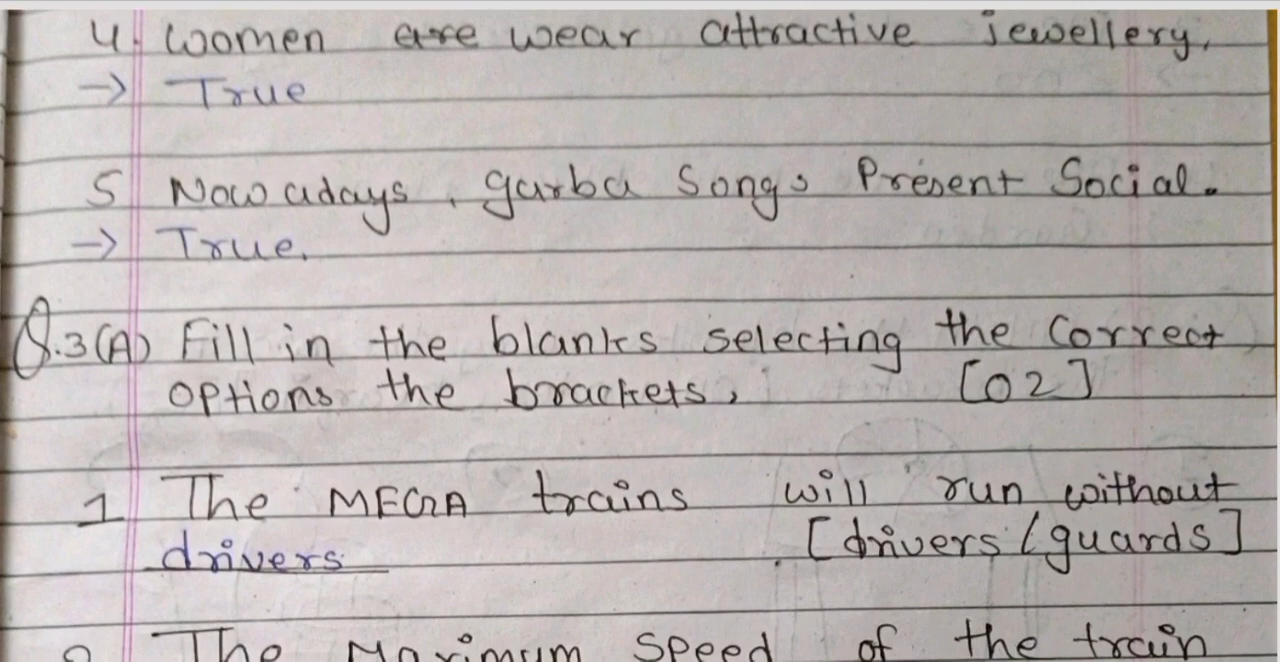 4. Women are wear attractive jewellery.
→ True
5 Nowadays, garba Songs Present Social.
→ True.
Q.3(A) Fill in the blanks selecting the Correct
options the brackets, [02]
1 The MEGA trains will run without
drivers [drivers/guards]
The Maximum Speed of the train